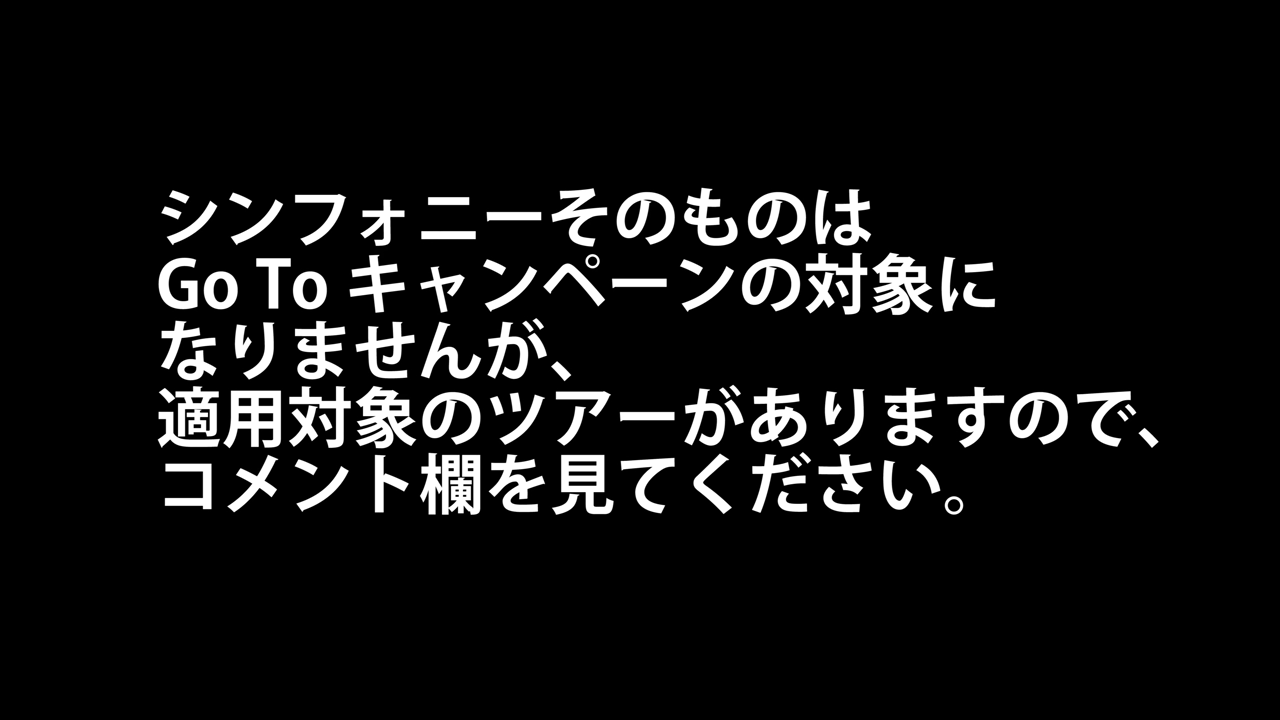 シンフォニーそのものは
Go To キャンペーンの対象に
なりませんが、
適用対象のツアーがありますので、
コメント欄を見てください。